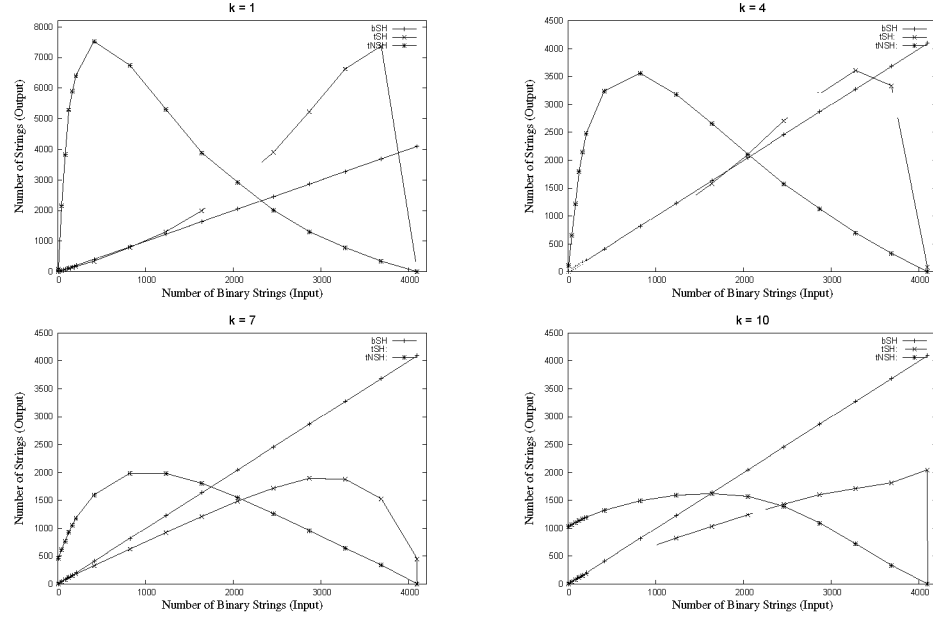 k = 1
8000
7000
6000
5000
4000
3000
2000
1000
0
0
1000
2000
3000
4000
Number of Strings (Output)
Number of Binary Strings (Input)
bSH
tSH
tNSH
k = 4
4500
4000
3500
3000
2500
2000
1500
1000
500
0
0
1000
2000
3000
4000
Number of Strings (Output)
Number of Binary Strings (Input)
bSH
tSH:
tNSH:
k = 7
4500
4000
3500
3000
2500
2000
1500
1000
500
0
0
1000
2000
3000
4000
Number of Strings (Output)
Number of Binary Strings (Input)
bSH
tSH:
tNSH:
k = 10
4500
4000
3500
3000
2500
2000
1500
1000
500
0
0
1000
2000
3000
4000
Number of Strings (Output)
Number of Binary Strings (Input)
bSH
tSH:
tNSH: